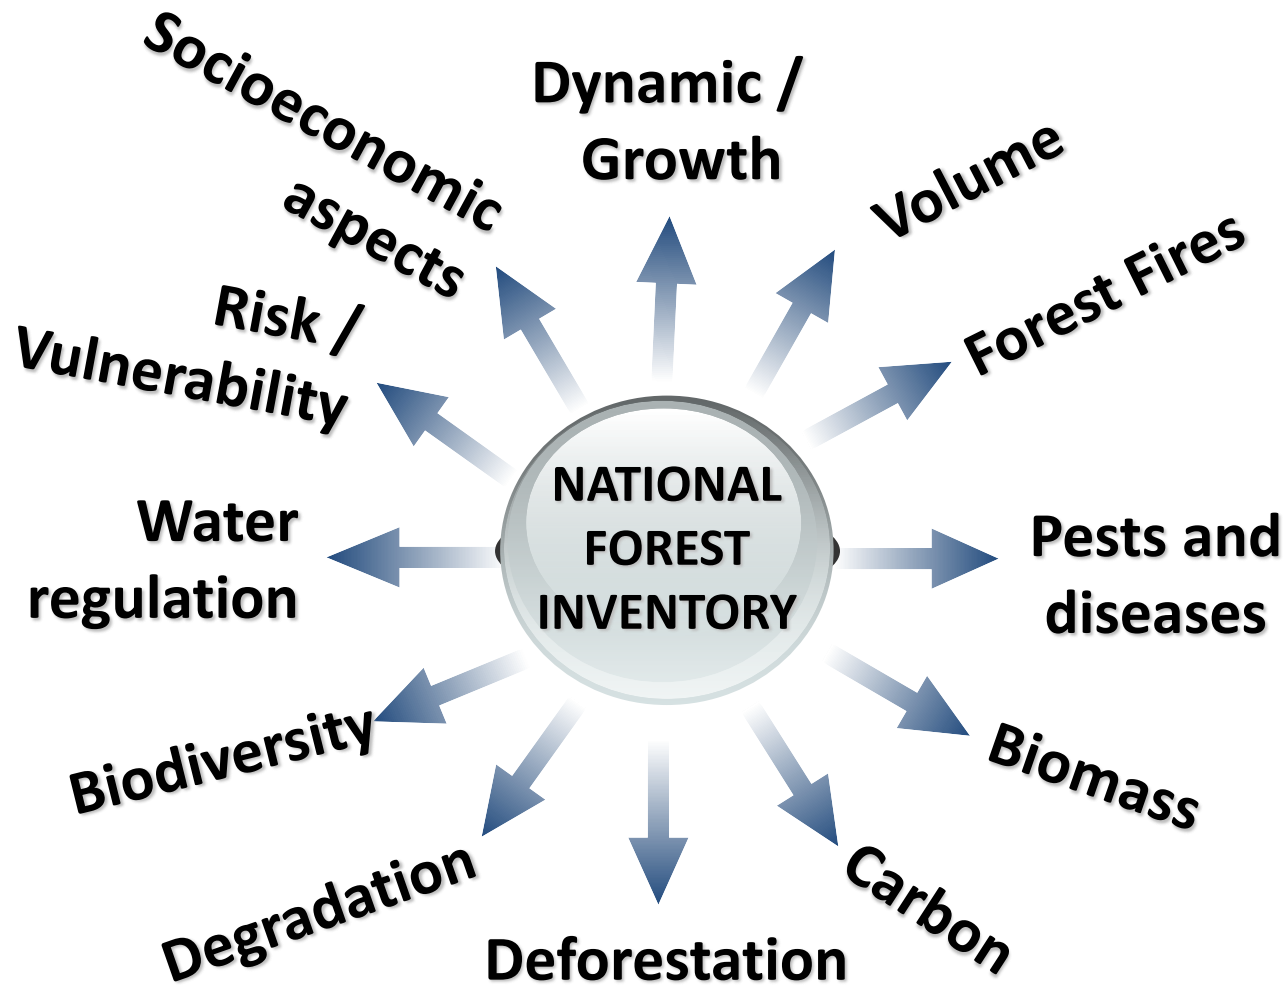 Socioeconomic
aspects
Dynamic /
Growth
Volume
Forest Fires
Risk /
Vulnerability
NATIONAL
FOREST
INVENTORY
Water
regulation
Pests and
diseases
Biodiversity
Biomass
Degradation
Carbon
Deforestation